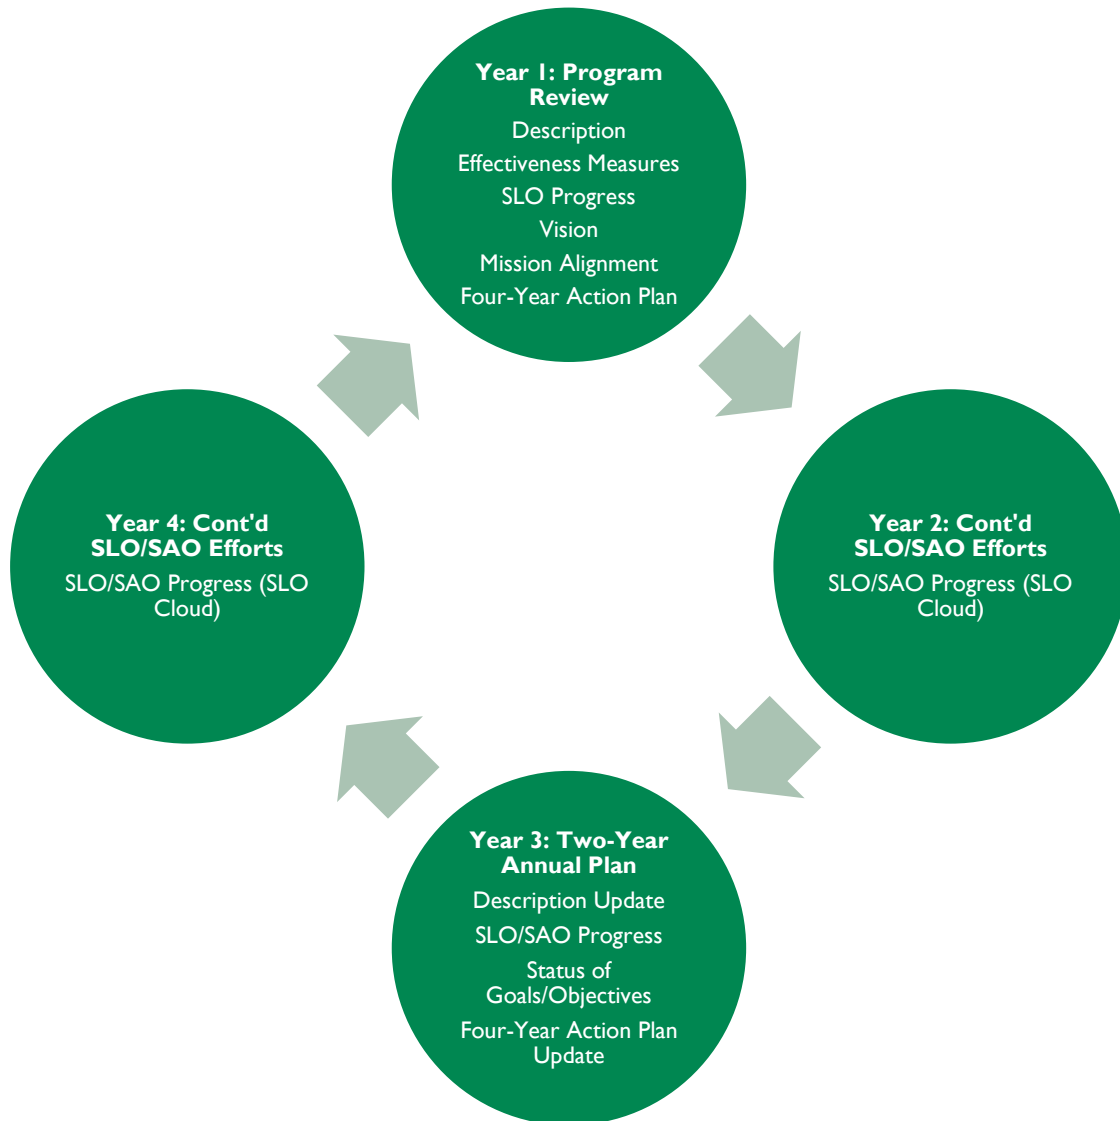 Year 1: Program
Review
Description
Effectiveness Measures
SLO Progress
Vision
Mission Alignment
Four-Year Action Plan
Year 2: Cont'd
SLO/SAO Efforts
SLO/SAO Progress (SLO
Cloud)
Year 3: Two-Year
Annual Plan
Description Update
SLO/SAO Progress
Status of
Goals/Objectives
Four-Year Action Plan
Update
Year 4: Cont'd
SLO/SAO Efforts
SLO/SAO Progress (SLO
Cloud)